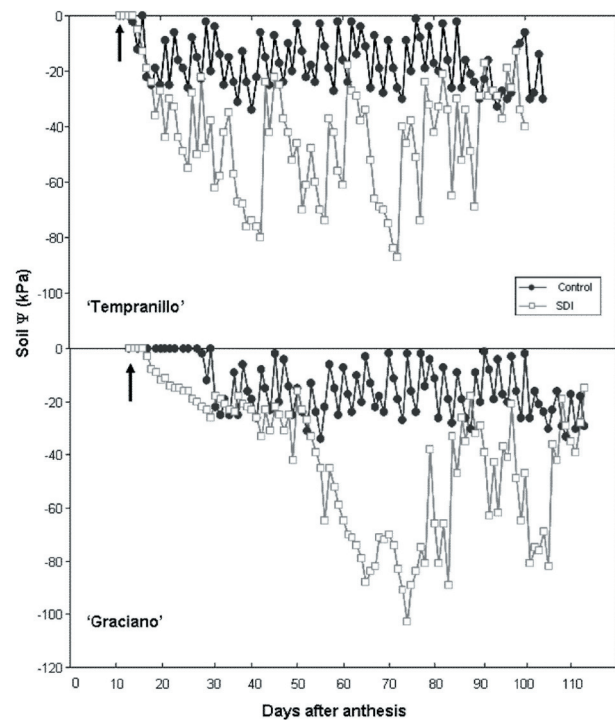 0
-20
-40
-60
-80
-100
'Tempranillo'
Control
SDI
Soil Ψ (kPa)
0
-20
-40
-60
-80
-100
-120
'Graciano'
0 10 20 30 40 50 60 70 80 90 100 110
Days after anthesis